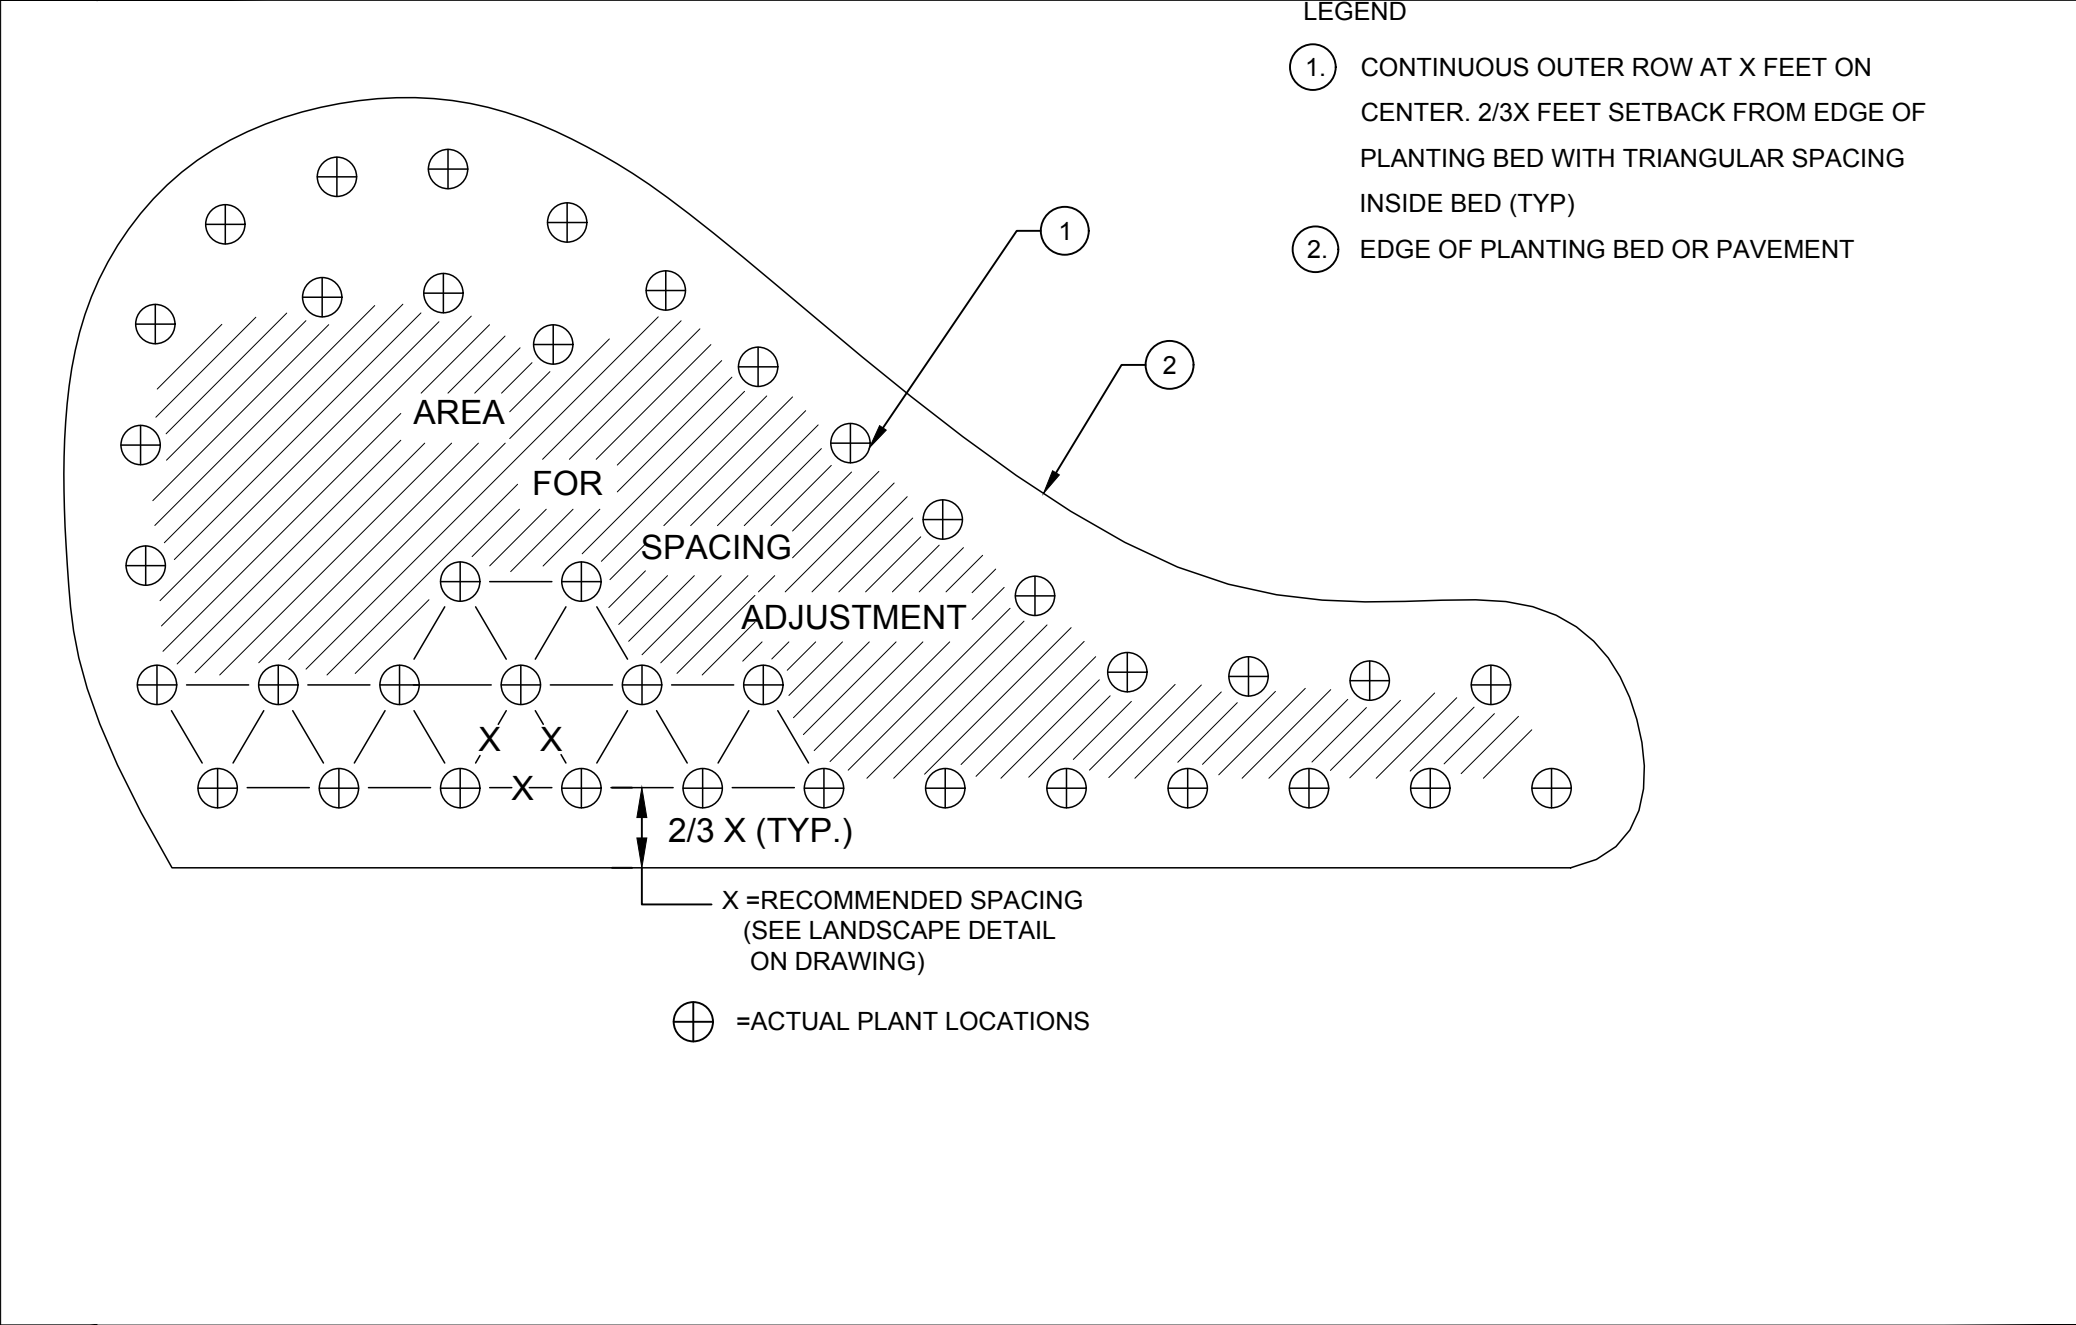 LEGEND
1. CONTINUOUS OUTER ROW AT X FEET ON
CENTER. 2/3X FEET SETBACK FROM EDGE OF
PLANTING BED WITH TRIANGULAR SPACING
INSIDE BED (TYP)
2. EDGE OF PLANTING BED OR PAVEMENT
1
2
AREA
FOR
SPACING
ADJUSTMENT
X X
X
2/3 X (TYP.)
X =RECOMMENDED SPACING
(SEE LANDSCAPE DETAIL
ON DRAWING)
=ACTUAL PLANT LOCATIONS